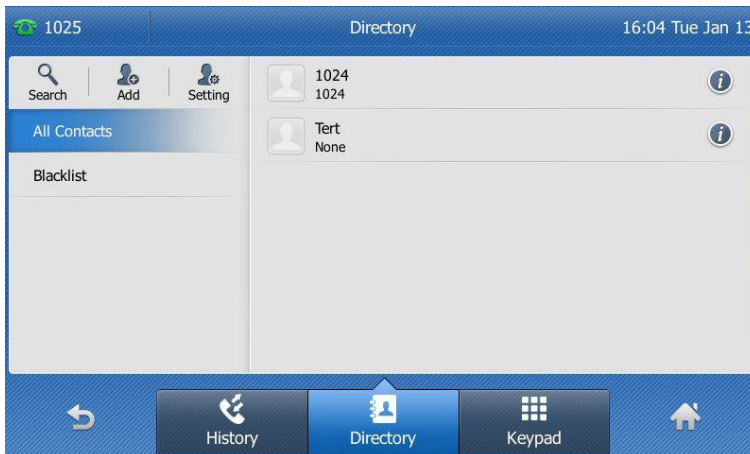 1025
Directory
16:04 Tue Jan 13
Search
Add
Setting
All Contacts
Blacklist
1024
1024
Tert
None
History
Directory
Keypad